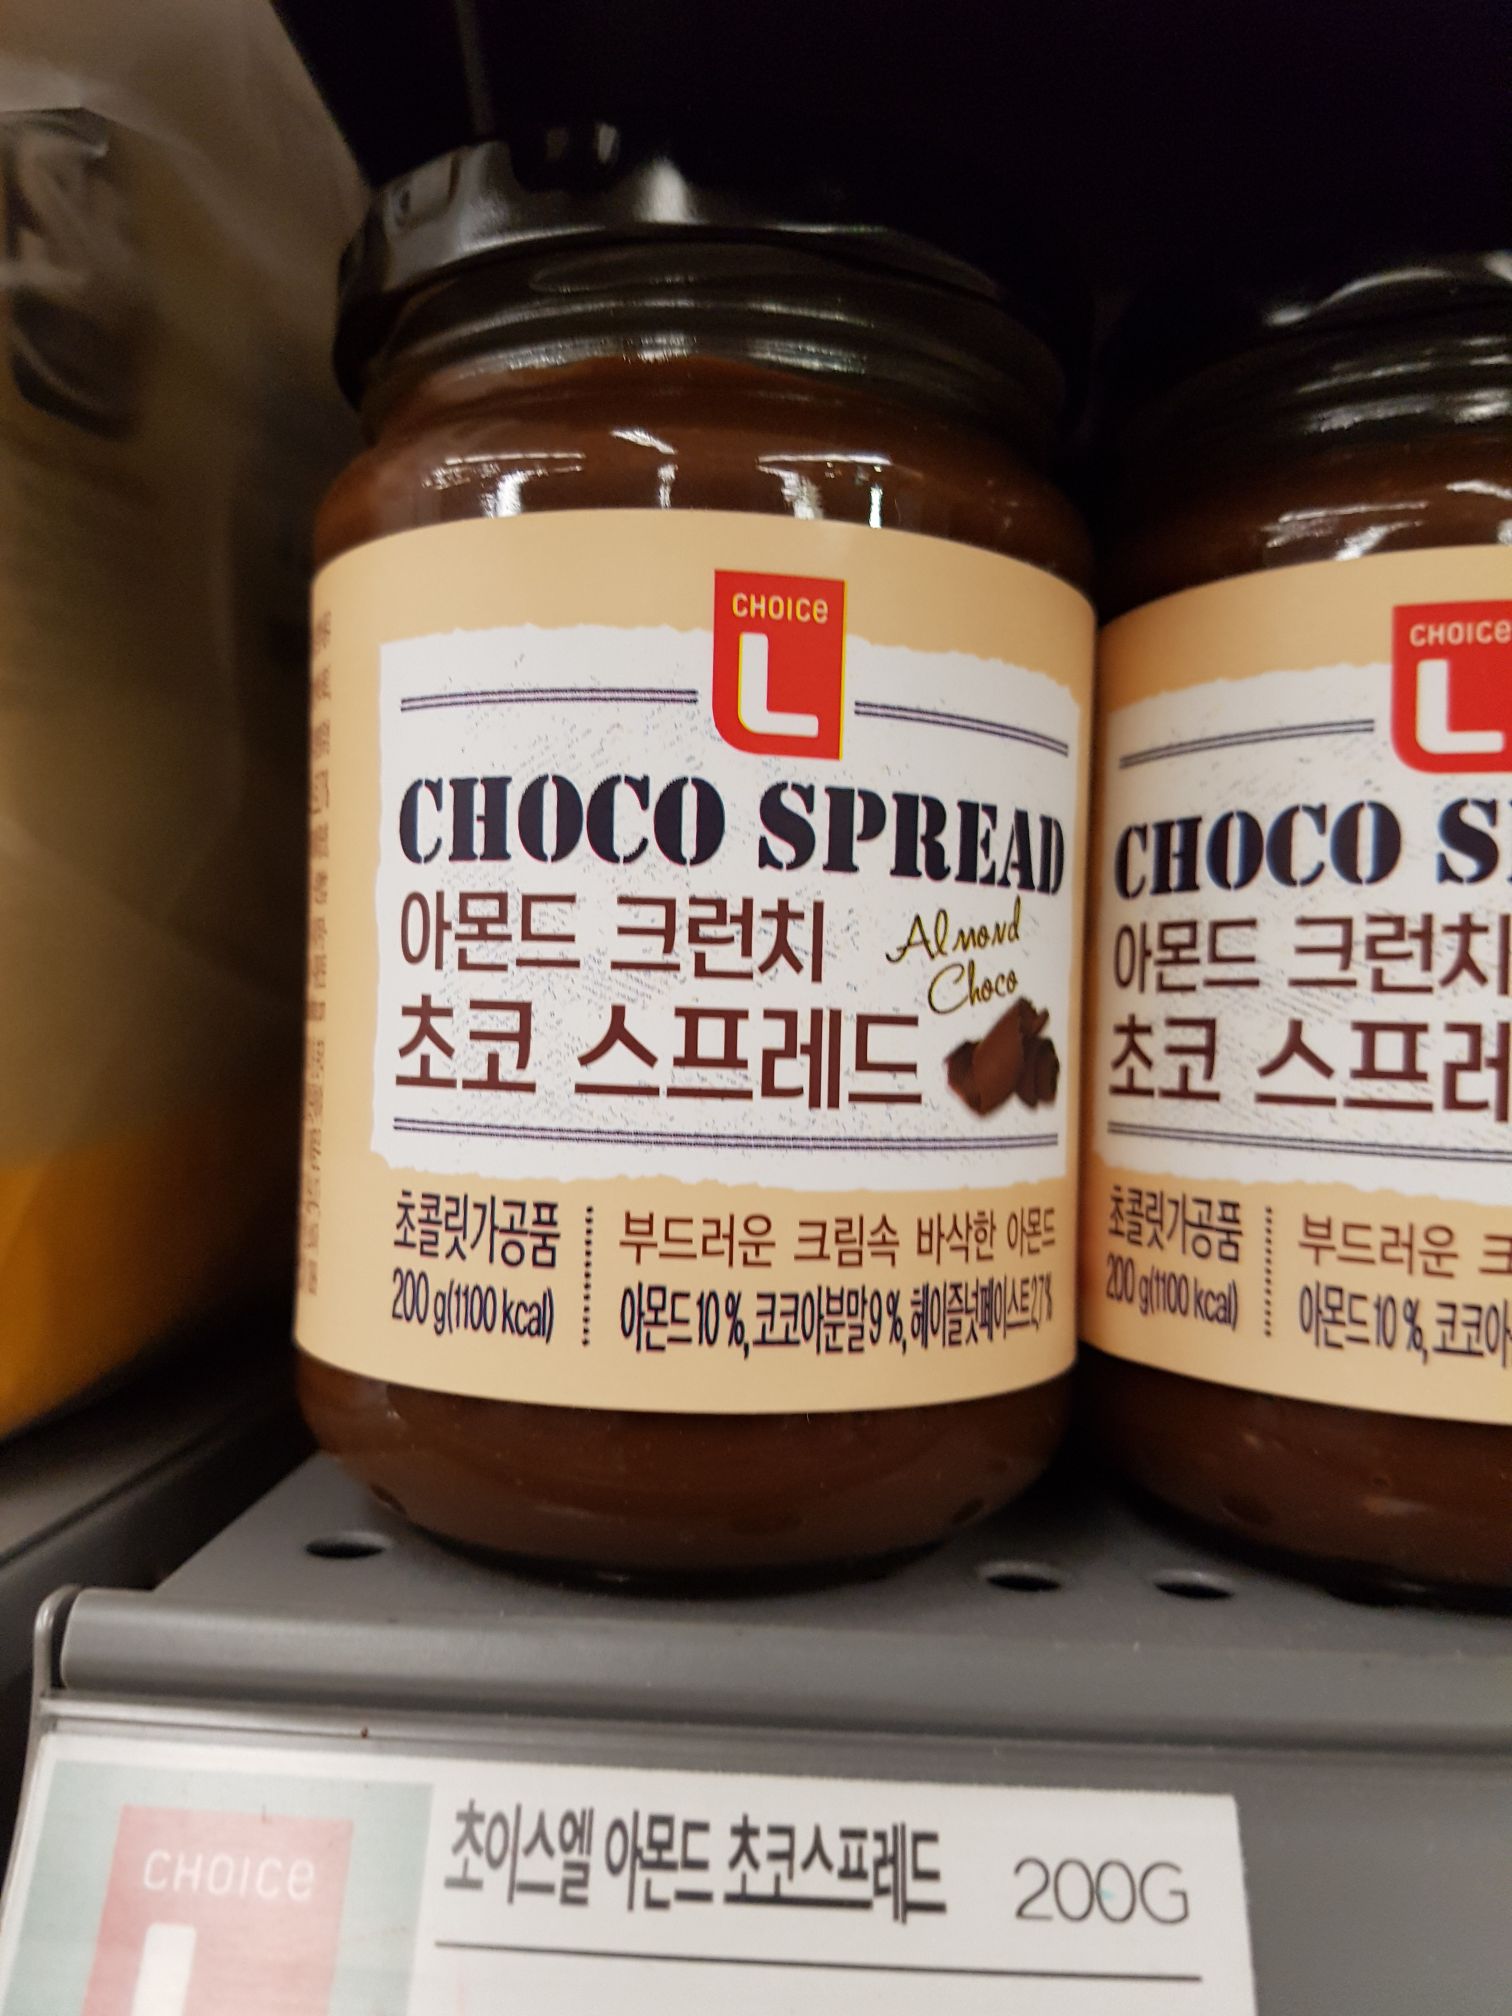 CHOICe
L
CHOCO SPREAD
아몬드 크런치
Almond
Choco
초코 스프레드
초콜릿가공품
200 g(1100 kcal)
부드러운 크림속 바삭한 아몬드
아몬드10%, 코코아분말9%, 헤이즐넛페이스트2.7%
CHOICe
L
CHOCO S
아몬드 크런치
초코 스프레
초콜릿가공품
200 g(1100 kcal)
부드러운 크
아몬드10%, 코코아
CHOICe
L
초이스엘 아몬드 초코스프레드 200G